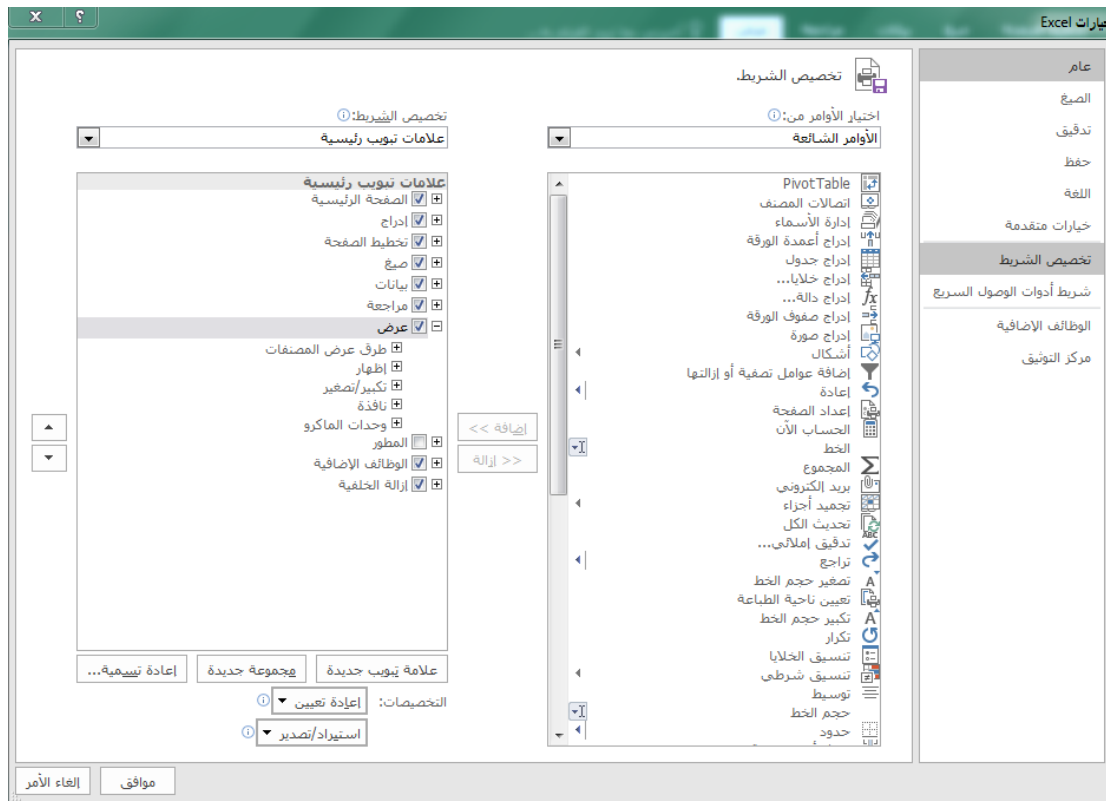 خيارات Excel
عام
الصيغ
تدقيق
حفظ
اللغة
خيارات متقدمة
تخصيص الشريط
شريط أدوات الوصول السريع
الوظائف الإضافية
مركز التوثيق
تخصيص الشريط.
اختيار الأوامر من:
الأوامر الشائعة
PivotTable
اتصالات المصنف
إدارة الأسماء
إدراج أعمدة الورقة
إدراج جدول
إدراج خلايا...
إدراج دالة...
إدراج صفوف الورقة
إدراج صورة
أشكال
إضافة عوامل تصفية أو إزالتها
إعادة
إعداد الصفحة
الحساب الآن
الخط
المجموع
بريد إلكتروني
تجميد أجزاء
تحديث الكل
تدقيق إملائي...
تراجع
تصغير حجم الخط
تعيين ناحية الطباعة
تكبير حجم الخط
تكرار
تنسيق الخلايا
تنسيق شرطي
توسيط
حجم الخط
حدود
إضافة >>
<< إزالة
تخصيص الشريط:
علامات تبويب رئيسية
علامات تبويب رئيسية
الصفحة الرئيسية
إدراج
تخطيط الصفحة
صيغ
بيانات
مراجعة
عرض
طرق عرض المصنفات
إظهار
تكبير/تصغير
نافذة
وحدات الماكرو
المطور
الوظائف الإضافية
إزالة الخلفية
علامة تبويب جديدة
مجموعة جديدة
إعادة تسمية...
التخصيصات:
إعادة تعيين
استيراد/تصدير
موافق
إلغاء الأمر